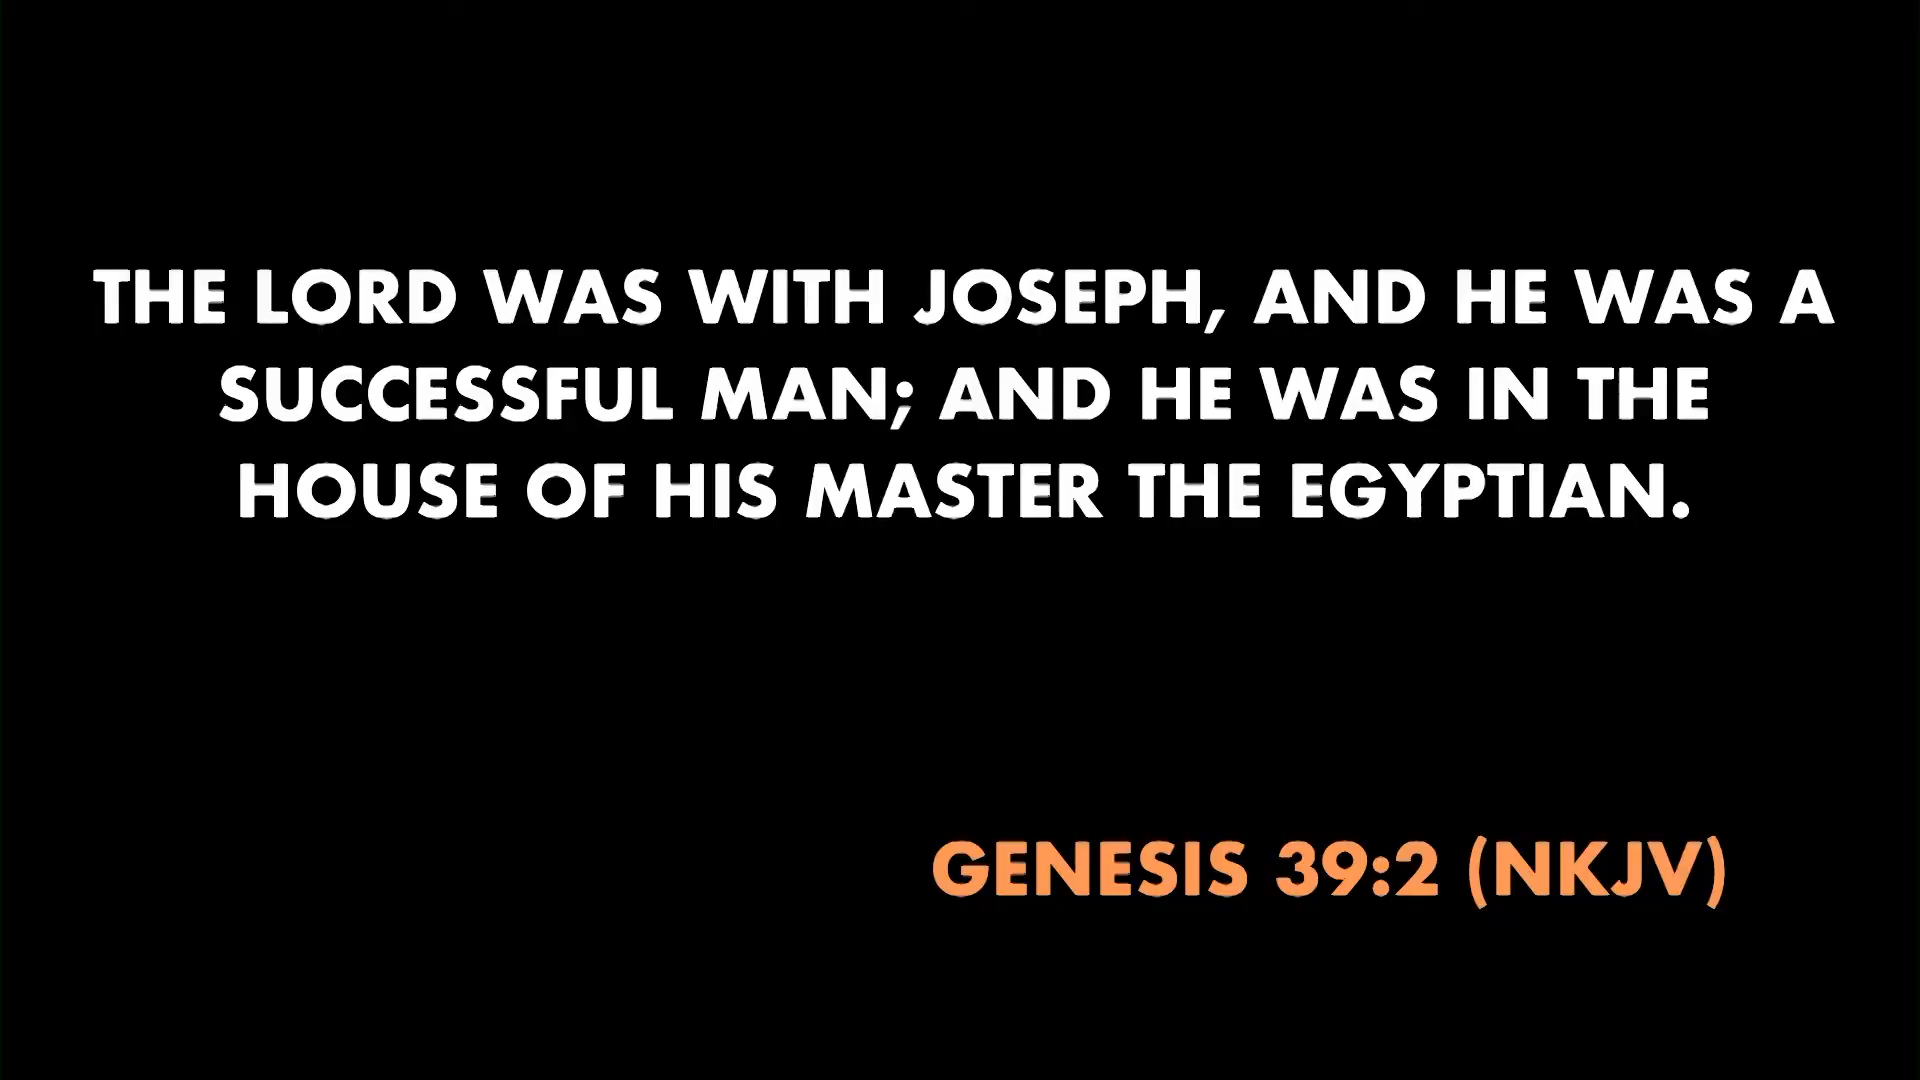 THE LORD WAS WITH JOSEPH, AND HE WAS A
SUCCESSFUL MAN; AND HE WAS IN THE
HOUSE OF HIS MASTER THE EGYPTIAN.
GENESIS 39:2 (NKJV)